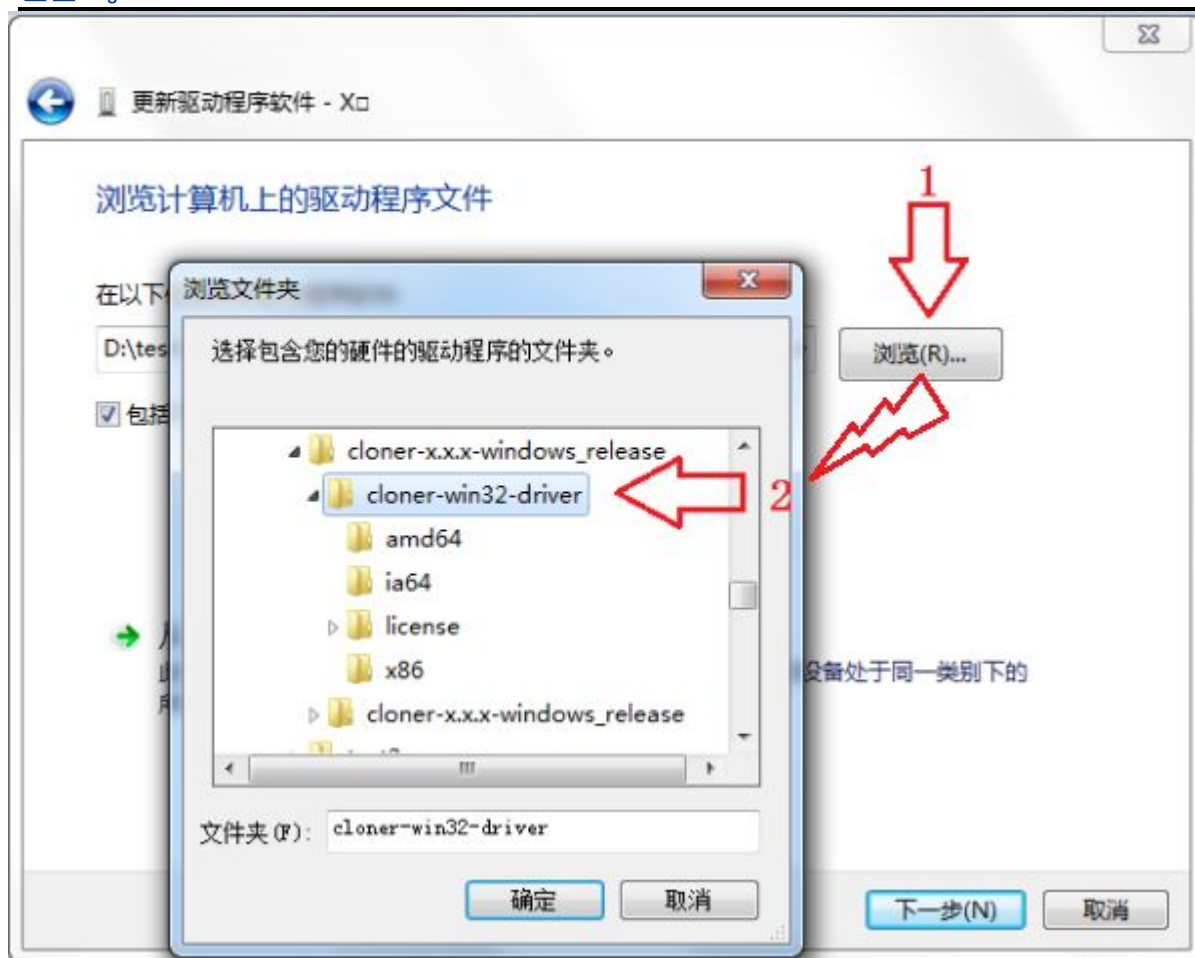 更新驱动程序软件 - X□
浏览计算机上的驱动程序文件
1
在以下
浏览文件夹
D:\tes
选择包含您的硬件的驱动程序的文件夹。
浏览(R)...
包括
cloner-x.x.x-windows_release
cloner-win32-driver
2
amd64
ia64
license
x86
设备处于同一类别下的
cloner-x.x.x-windows_release
文件夹(F):
cloner-win32-driver
确定
取消
下一步(N)
取消